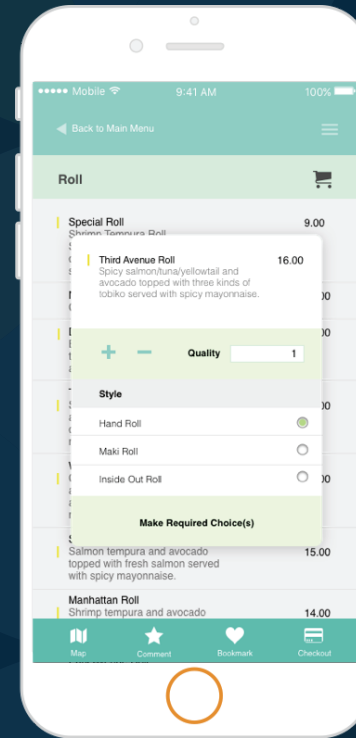 Mobile 9:41 AM 100%
Back to Main Menu
Roll
Special Roll 9.00
Shrimp Tempura Roll
Third Avenue Roll 16.00
Spicy salmon/tuna/yellowtail and
avocado topped with three kinds of
tobiko served with spicy mayonnaise.
Quality 1
Style
Hand Roll
Maki Roll
Inside Out Roll
Make Required Choice(s)
Salmon tempura and avocado 15.00
topped with fresh salmon served
with spicy mayonnaise.
Manhattan Roll
Shrimp tempura and avocado 14.00
Map Comment Bookmark Checkout